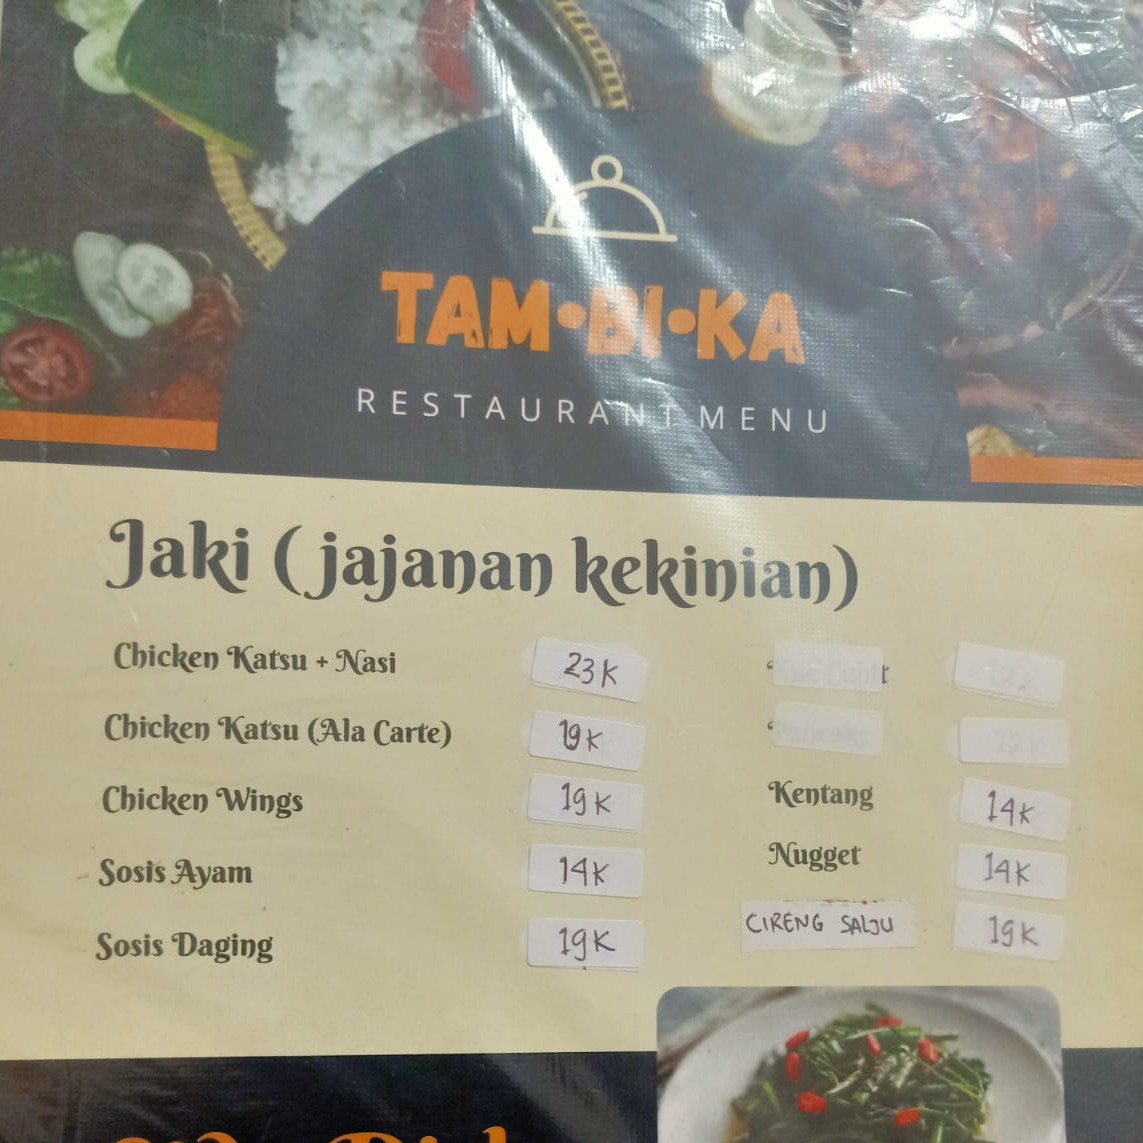 TAM•BI•KA
RESTAURANT MENU
Jaki ( jajanan kekinian)
Chicken Katsu + Nasi 23K
Chicken Katsu (Ala Carte) 19K
Chicken Wings 19K
Sosis Ayam 14K
Sosis Daging 19K
Kentang 14K
Nugget 14K
CIRENG SALJU 19K